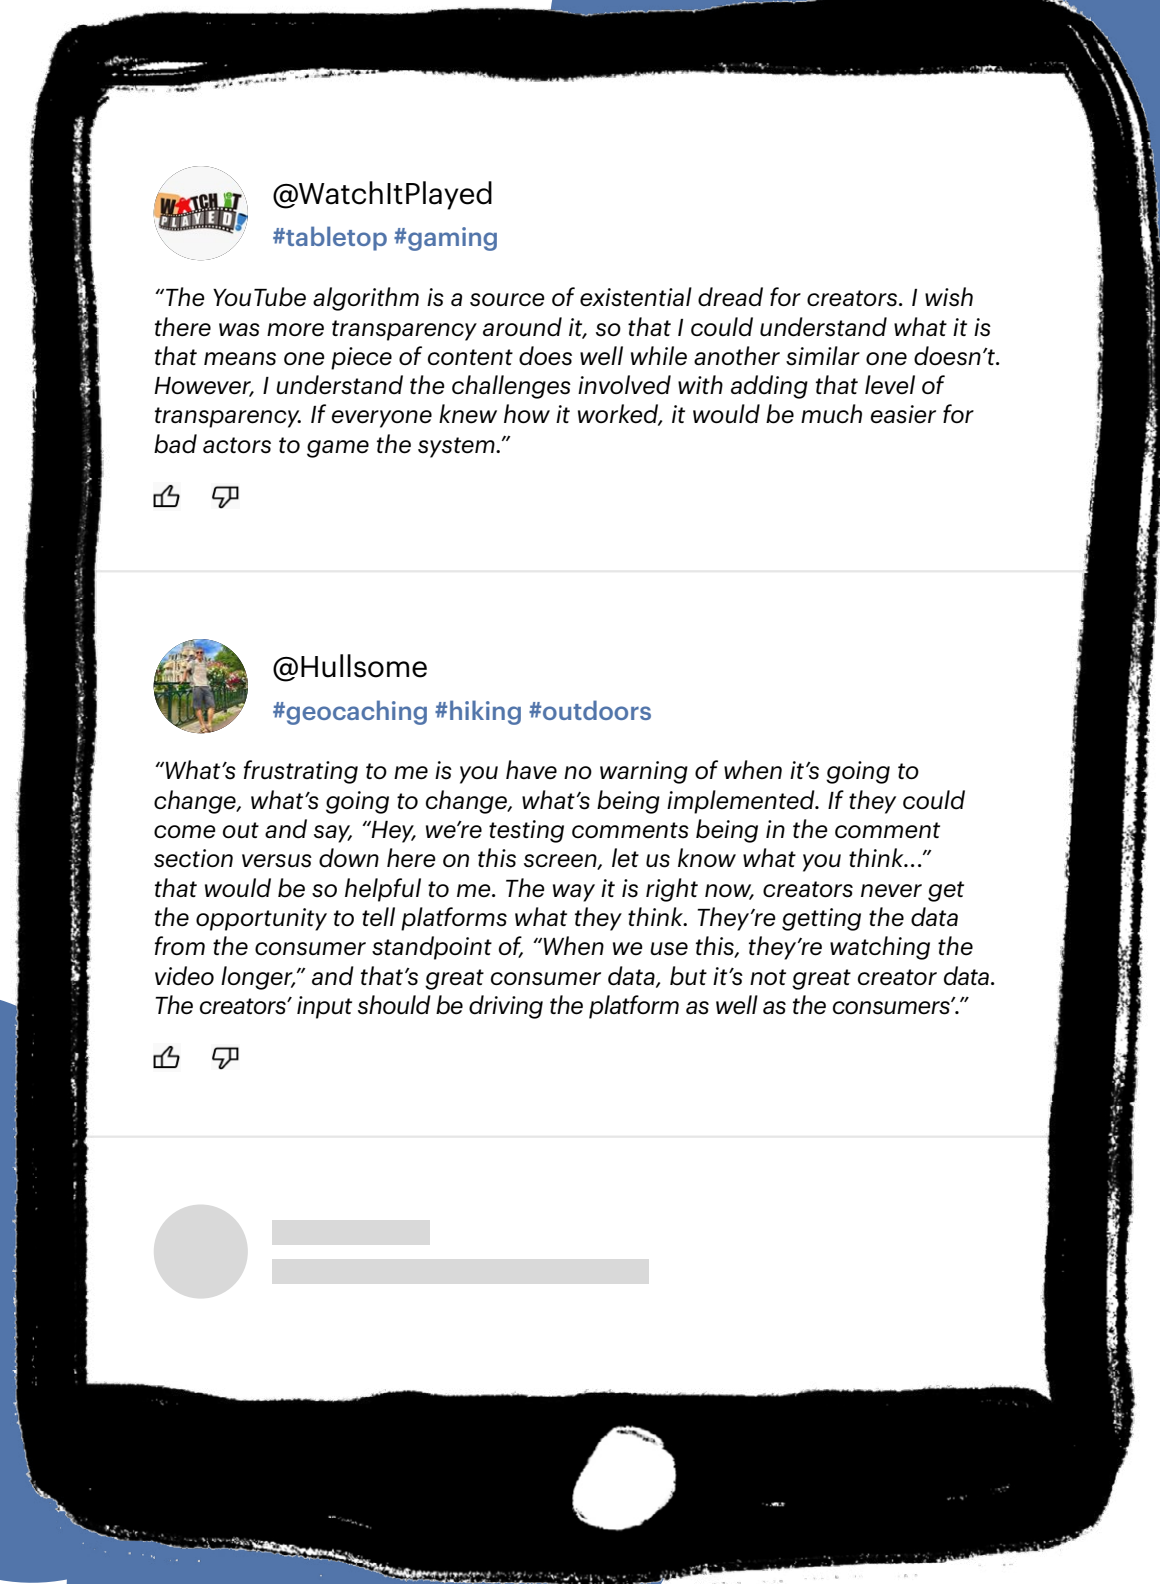 WATCH IT
PLAYED!
@WatchItPlayed
#tabletop #gaming
“The YouTube algorithm is a source of existential dread for creators. I wish
there was more transparency around it, so that I could understand what it is
that means one piece of content does well while another similar one doesn’t.
However, I understand the challenges involved with adding that level of
transparency. If everyone knew how it worked, it would be much easier for
bad actors to game the system.”
@Hullsome
#geocaching #hiking #outdoors
“What’s frustrating to me is you have no warning of when it’s going to
change, what’s going to change, what’s being implemented. If they could
come out and say, “Hey, we’re testing comments being in the comment
section versus down here on this screen, let us know what you think...”
that would be so helpful to me. The way it is right now, creators never get
the opportunity to tell platforms what they think. They’re getting the data
from the consumer standpoint of, “When we use this, they’re watching the
video longer,” and that’s great consumer data, but it’s not great creator data.
The creators’ input should be driving the platform as well as the consumers’.”